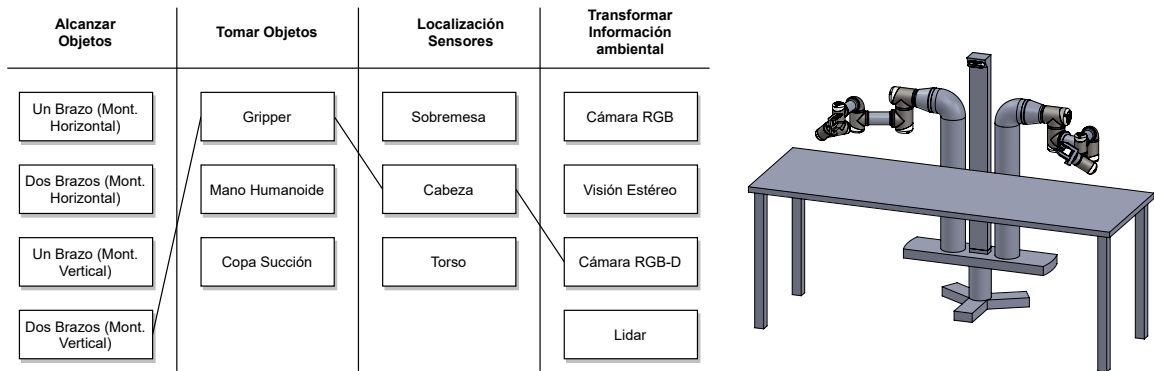 Alcanzar
Objetos
Tomar Objetos
Localización
Sensores
Transformar
Información
ambiental
Un Brazo (Mont.
Horizontal)
Gripper
Sobremesa
Cámara RGB
Dos Brazos (Mont.
Horizontal)
Mano Humanoide
Cabeza
Visión Estéreo
Un Brazo (Mont.
Vertical)
Copa Succión
Torso
Cámara RGB-D
Dos Brazos (Mont.
Vertical)
Lidar